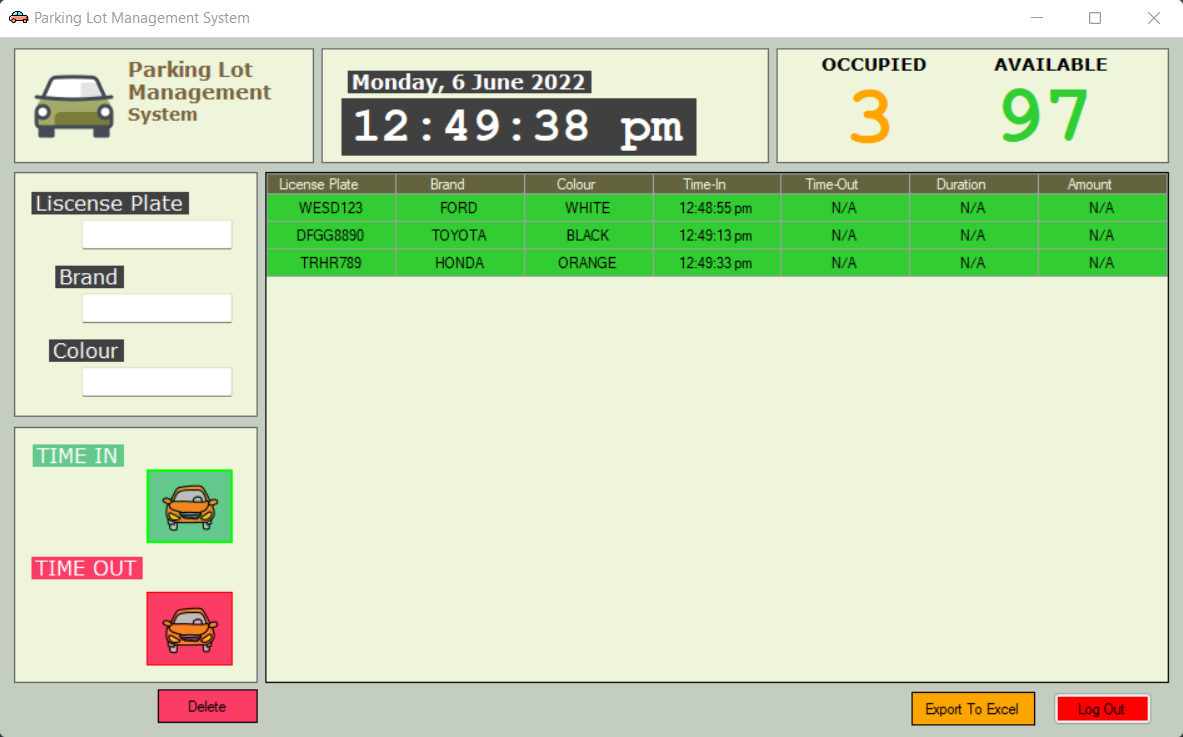 Parking Lot Management System
Parking Lot
Management
System
Monday, 6 June 2022
12:49:38 pm
OCCUPIED AVAILABLE
3 97
Liscense Plate
Brand
Colour
License Plate Brand Colour Time-In Time-Out Duration Amount
WESD123 FORD WHITE 12:48:55 pm N/A N/A N/A
DFGG8890 TOYOTA BLACK 12:49:13 pm N/A N/A N/A
TRHR789 HONDA ORANGE 12:49:33 pm N/A N/A N/A
TIME IN
TIME OUT
Delete
Export To Excel
Log Out